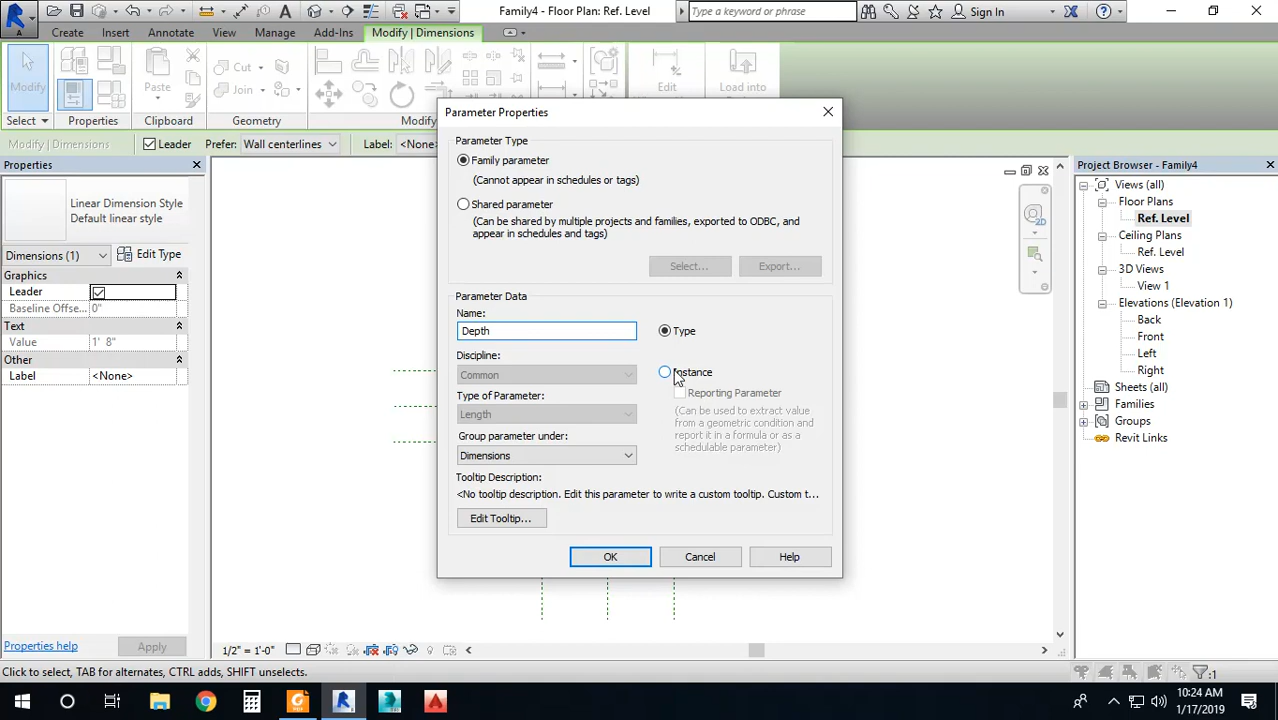 Family4 - Floor Plan: Ref. Level
Type a keyword or phrase
Sign In
Create Insert Annotate View Manage Add-Ins Modify | Dimensions
Modify
Paste
Cut
Join
Edit
Load into
Select Properties Clipboard Geometry Modif
Modify | Dimensions Leader Prefer: Wall centerlines Label: <None>
Properties
Linear Dimension Style
Default linear style
Dimensions (1) Edit Type
Graphics
Leader
Baseline Offse... 0"
Text
Value 1' 8"
Other
Label <None>
Properties help Apply
Parameter Properties
Parameter Type
Family parameter
(Cannot appear in schedules or tags)
Shared parameter
(Can be shared by multiple projects and families, exported to ODBC, and
appear in schedules and tags)
Select... Export...
Parameter Data
Name:
Depth
Type
Discipline:
Common
Instance
Reporting Parameter
Type of Parameter:
Length
(Can be used to extract value
from a geometric condition and
report it in a formula or as a
schedulable parameter)
Group parameter under:
Dimensions
Tooltip Description:
<No tooltip description. Edit this parameter to write a custom tooltip. Custom t...
Edit Tooltip...
OK Cancel Help
Project Browser - Family4
Views (all)
Floor Plans
Ref. Level
Ceiling Plans
Ref. Level
3D Views
View 1
Elevations (Elevation 1)
Back
Front
Left
Right
Sheets (all)
Families
Groups
Revit Links
2D
1/2" = 1'-0"
Click to select, TAB for alternates, CTRL adds, SHIFT unselects.
:1
10:24 AM
1/17/2019